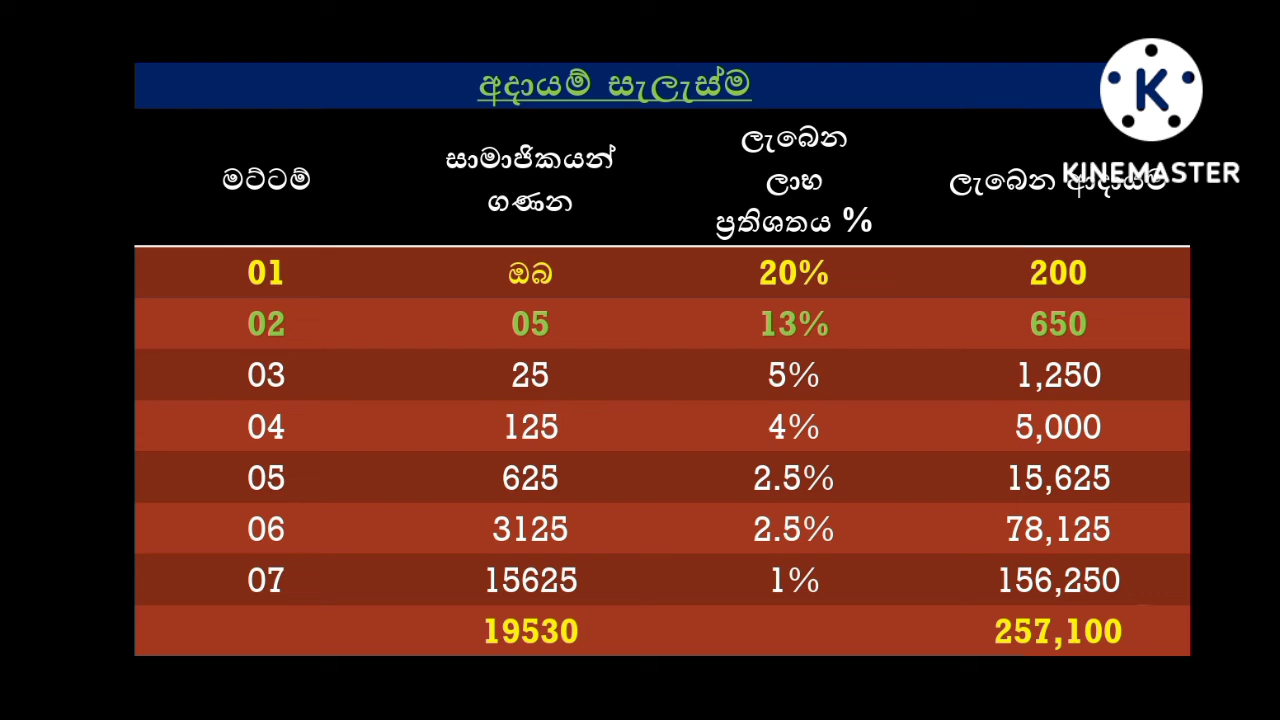 අදායම් සැලැස්ම
K
KINEMASTER
මට්ටම් සාමාජිකයන් ගණන ලැබෙන ලාභ ප්‍රතිශතය % ලැබෙන ආදායම්
01 ඔබ 20% 200
02 05 13% 650
03 25 5% 1,250
04 125 4% 5,000
05 625 2.5% 15,625
06 3125 2.5% 78,125
07 15625 1% 156,250
19530 257,100